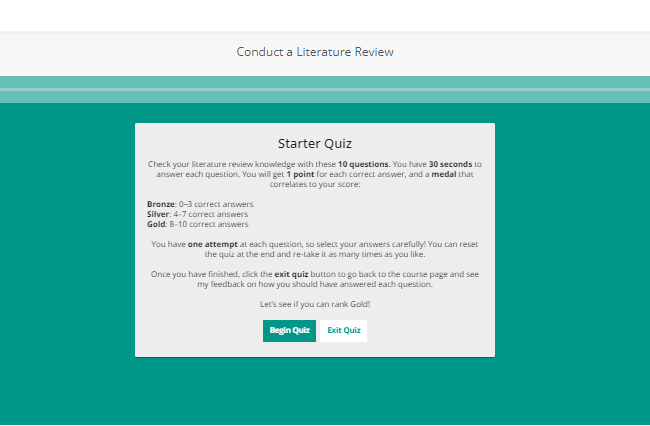 Conduct a Literature Review
Starter Quiz
Check your literature review knowledge with these 10 questions. You have 30 seconds to
answer each question. You will get 1 point for each correct answer, and a medal that
correlates to your score:
Bronze: 0–3 correct answers
Silver: 4–7 correct answers
Gold: 8–10 correct answers
You have one attempt at each question, so select your answers carefully! You can reset
the quiz at the end and re-take it as many times as you like.
Once you have finished, click the exit quiz button to go back to the course page and see
my feedback on how you should have answered each question.
Let's see if you can rank Gold!
Begin Quiz Exit Quiz